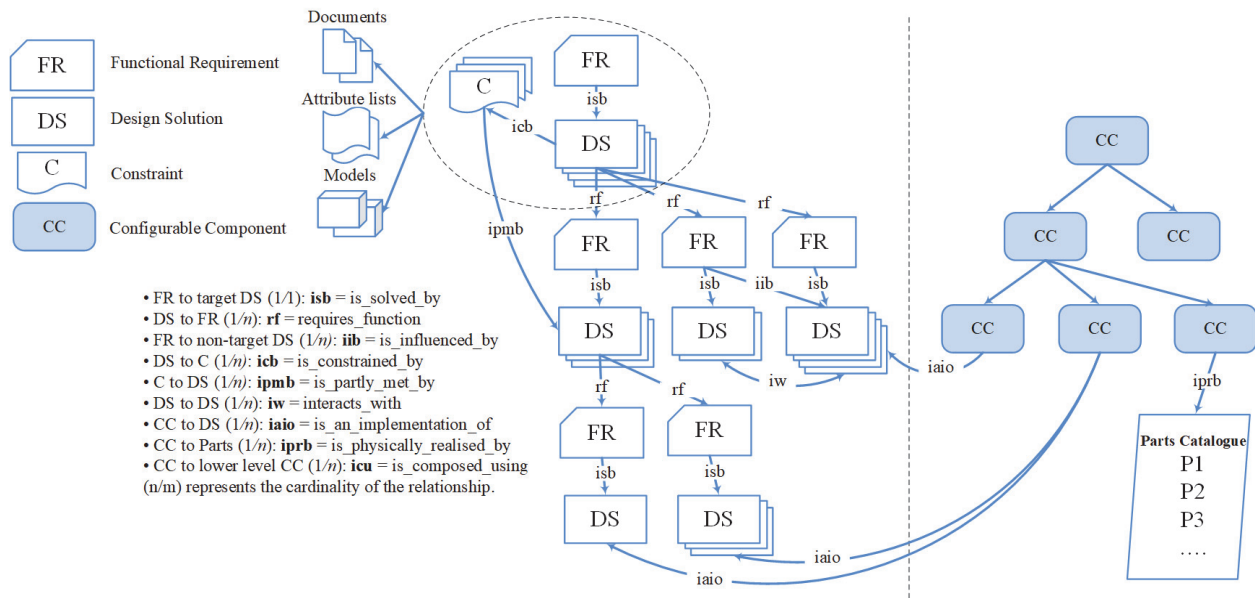 FR
Functional Requirement
DS
Design Solution
C
Constraint
CC
Configurable Component
Documents
Attribute lists
Models
C
FR
isb
icb
DS
rf
rf
rf
ipmb
FR
FR
FR
isb
isb
iib
isb
DS
DS
DS
iw
iaio
rf
rf
FR
FR
isb
isb
DS
DS
iaio
iaio
• FR to target DS (1/1): isb = is_solved_by
• DS to FR (1/n): rf = requires_function
• FR to non-target DS (1/n): iib = is_influenced_by
• DS to C (1/n): icb = is_constrained_by
• C to DS (1/n): ipmb = is_partly_met_by
• DS to DS (1/n): iw = interacts_with
• CC to DS (1/n): iaio = is_an_implementation_of
• CC to Parts (1/n): iprb = is_physically_realised_by
• CC to lower level CC (1/n): icu = is_composed_using
(n/m) represents the cardinality of the relationship.
CC
CC
CC
CC
CC
CC
iprb
Parts Catalogue
P1
P2
P3
....